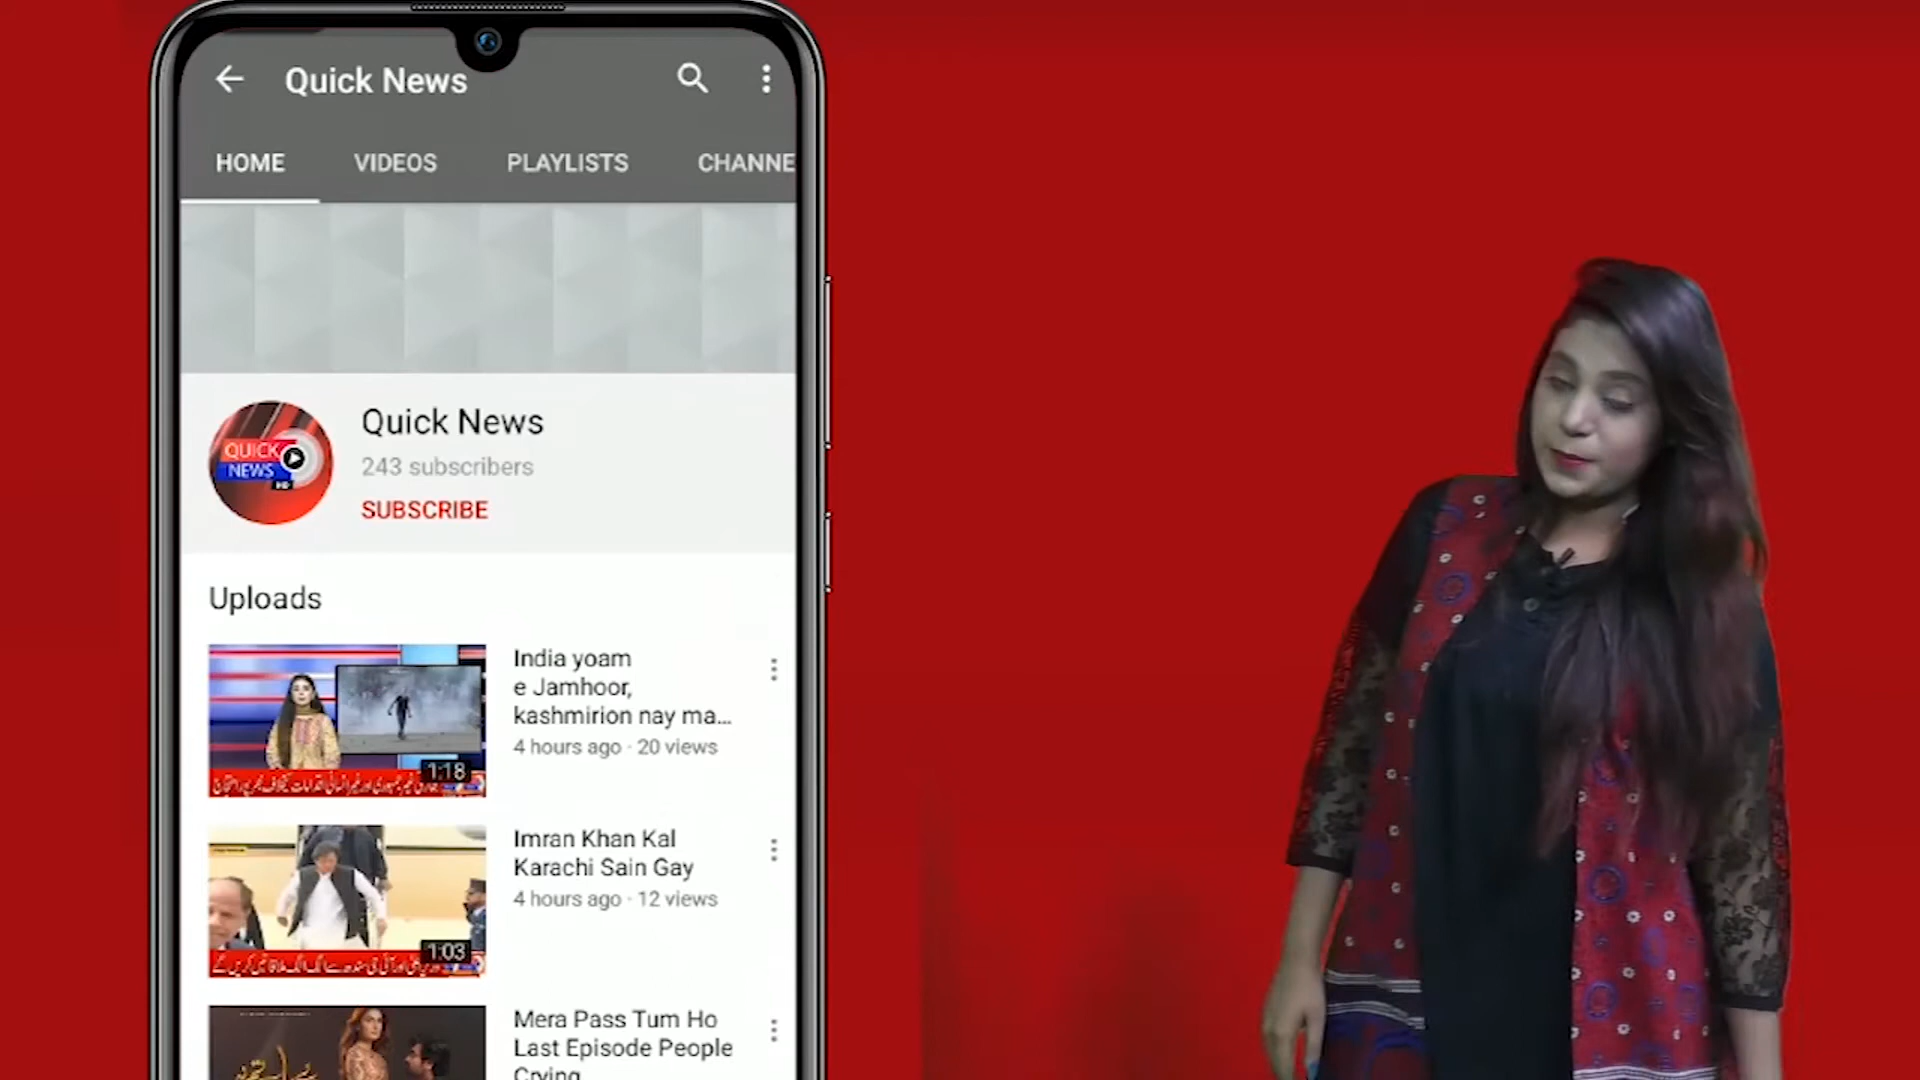 Quick News
HOME VIDEOS PLAYLISTS CHANNE
QUICK
NEWS
HD
Quick News
243 subscribers
SUBSCRIBE
Uploads
India yoam
e Jamhoor,
kashmirion nay ma...
4 hours ago · 20 views
1:18
Imran Khan Kal
Karachi Sain Gay
4 hours ago · 12 views
1:03
Mera Pass Tum Ho
Last Episode People
Crying